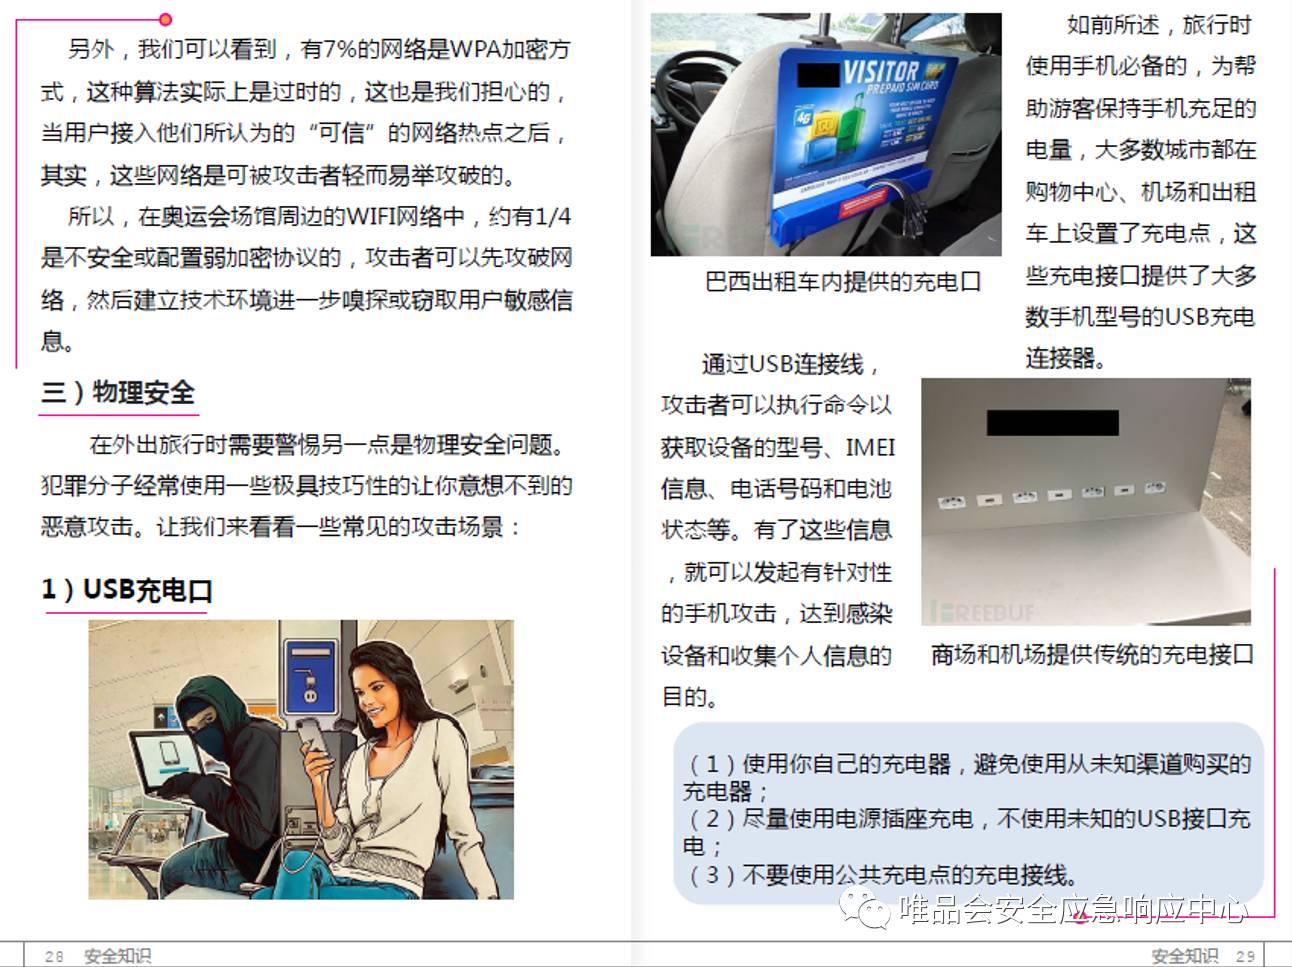 另外，我们可以看到，有7%的网络是WPA加密方
式，这种算法实际上是过时的，这也是我们担心的，
当用户接入他们所认为的“可信”的网络热点之后，
其实，这些网络是可被攻击者轻而易举攻破的。
所以，在奥运会场馆周边的WIFI网络中，约有1/4
是不安全或配置弱加密协议的，攻击者可以先攻破网
络，然后建立技术环境进一步嗅探或窃取用户敏感信
息。
三）物理安全
在外出旅行时需要警惕另一点是物理安全问题。
犯罪分子经常使用一些极具技巧性的让你意想不到的
恶意攻击。让我们来看看一些常见的攻击场景：
1）USB充电口
28 安全知识
VISITOR
PREPAID SIM CARD
4G
巴西出租车内提供的充电口
如前所述，旅行时
使用手机必备的，为帮
助游客保持手机充足的
电量，大多数城市都在
购物中心、机场和出租
车上设置了充电点，这
些充电接口提供了大多
数手机型号的USB充电
连接器。
通过USB连接线，
攻击者可以执行命令以
获取设备的型号、IMEI
信息、电话号码和电池
状态等。有了这些信息
，就可以发起有针对性
的手机攻击，达到感染
设备和收集个人信息的
目的。
REEBUF
商场和机场提供传统的充电接口
（1）使用你自己的充电器，避免使用从未知渠道购买的
充电器；
（2）尽量使用电源插座充电，不使用未知的USB接口充
电；
（3）不要使用公共充电点的充电接线。
唯品会安全应急响应中心
安全知识 29